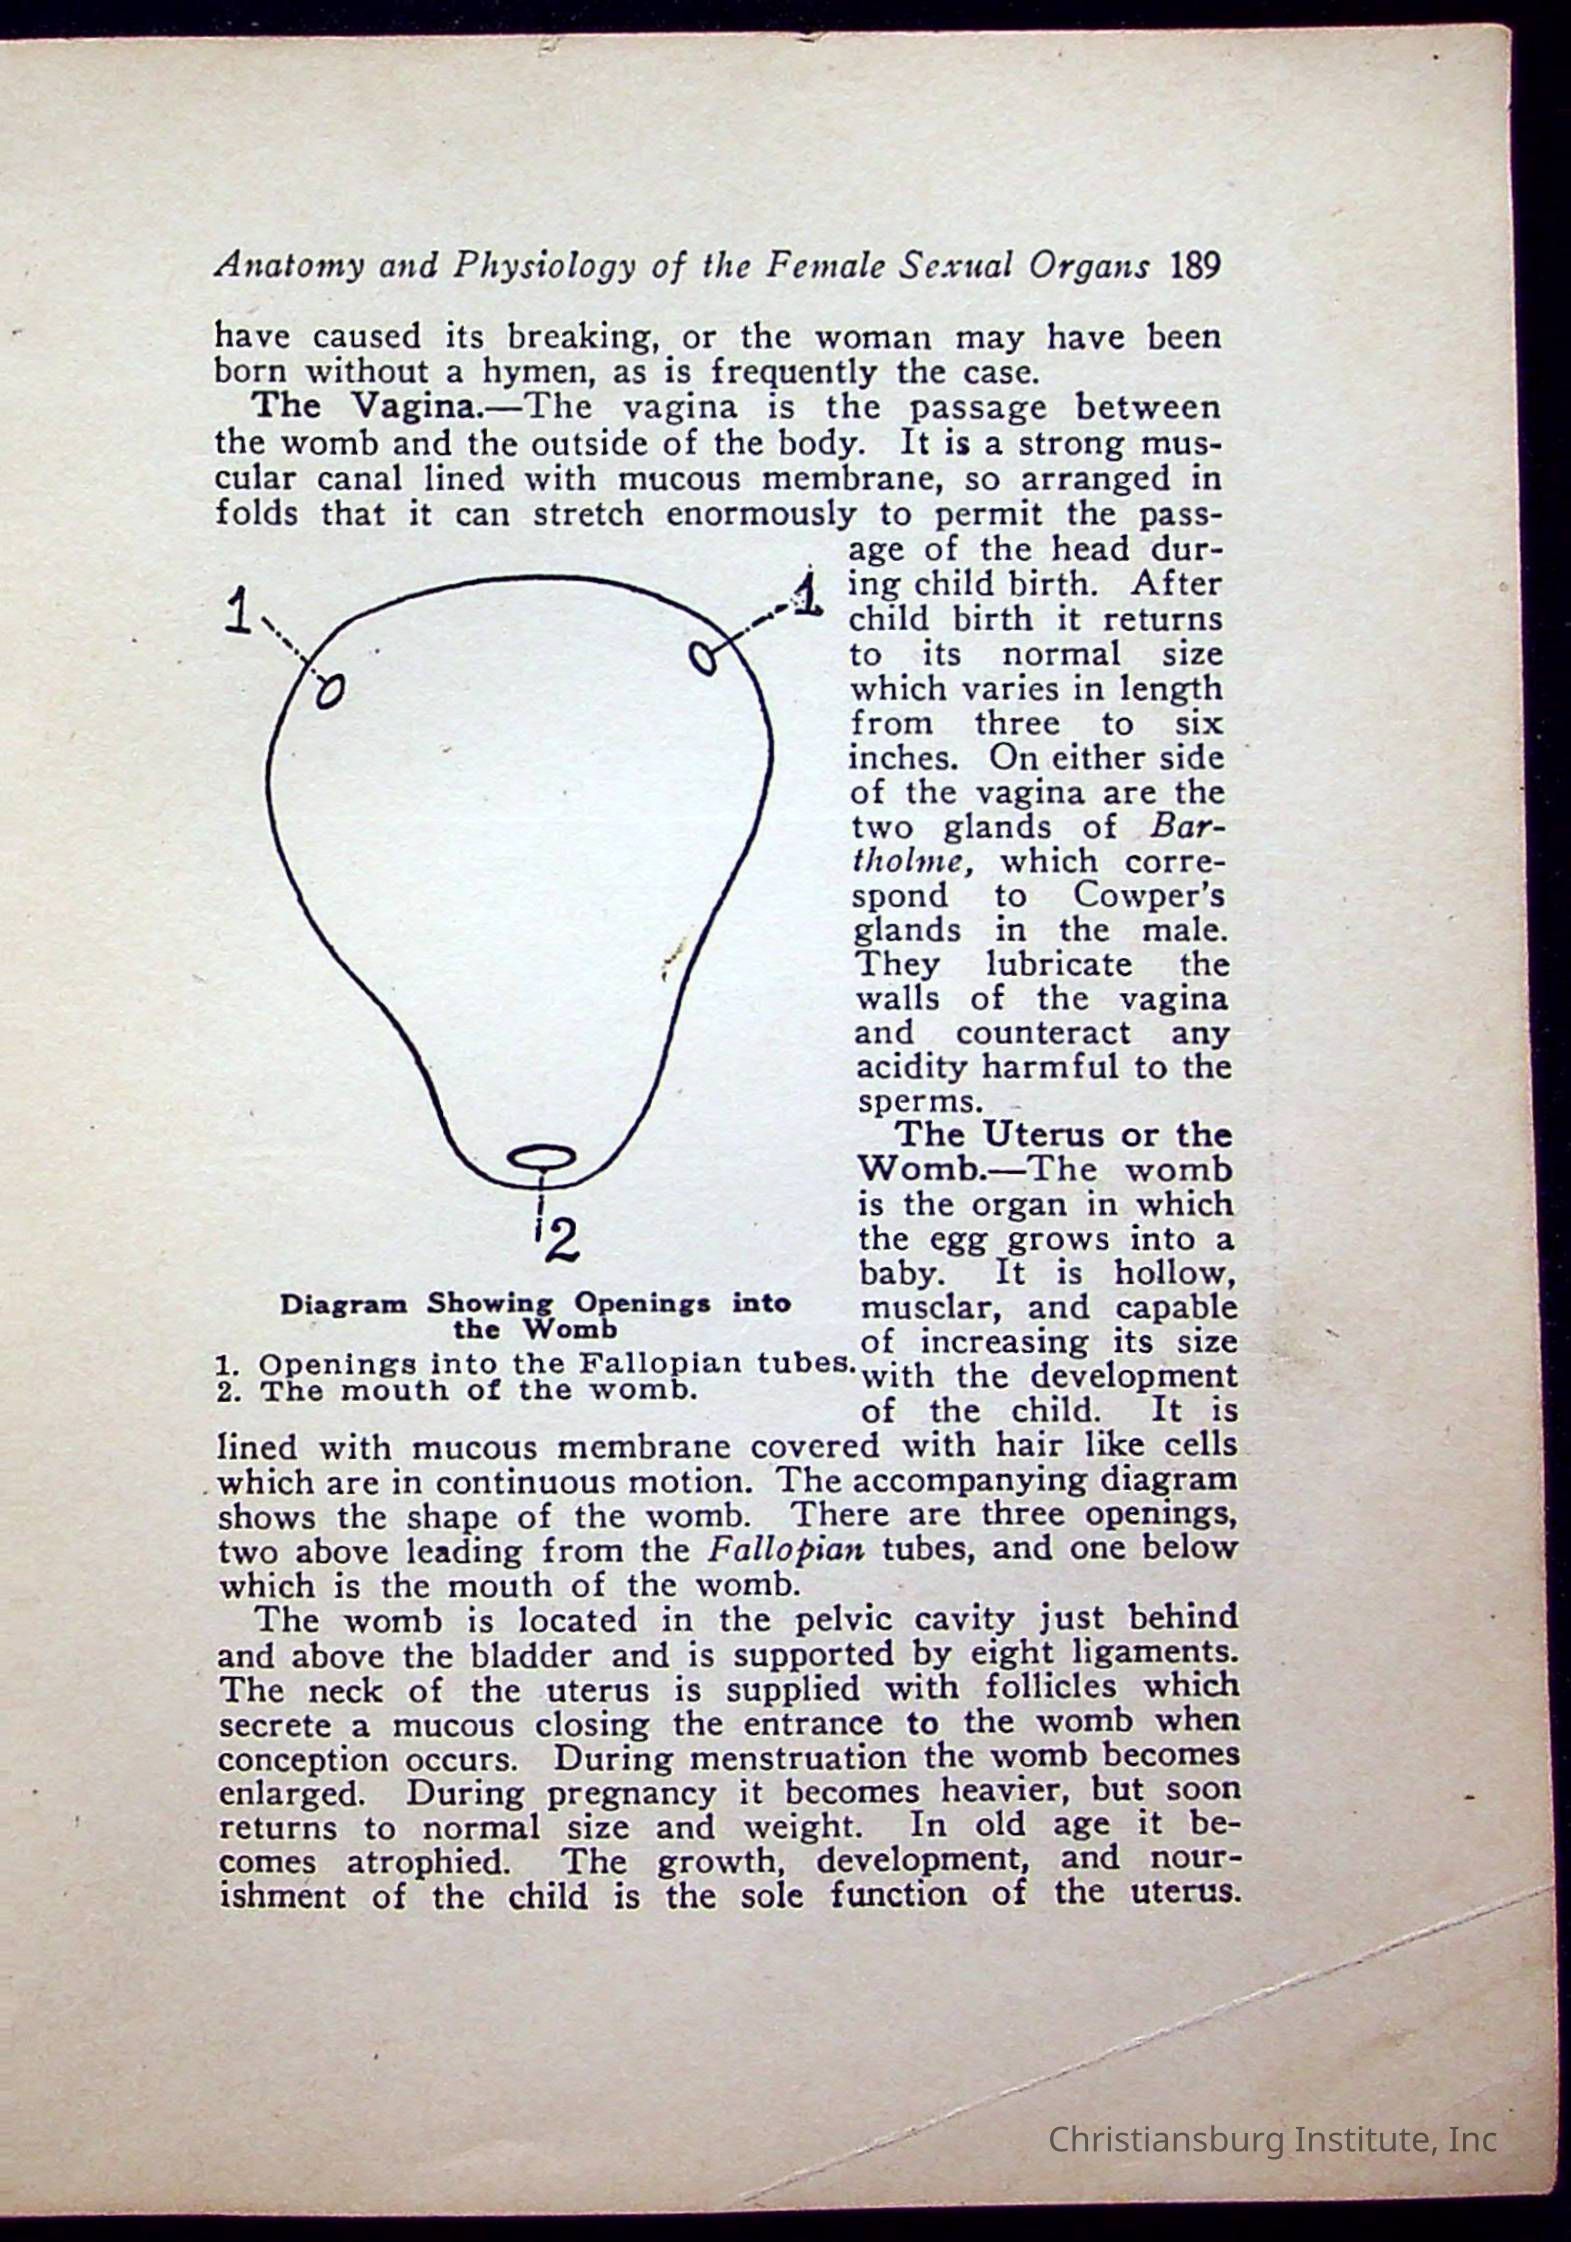 Anatomy and Physiology of the Female Sexual Organs 189
have caused its breaking, or the woman may have been
born without a hymen, as is frequently the case.
The Vagina.—The vagina is the passage between
the womb and the outside of the body. It is a strong mus-
cular canal lined with mucous membrane, so arranged in
folds that it can stretch enormously to permit the pass-
age of the head dur-
ing child birth. After
child birth it returns
to its normal size
which varies in length
from three to six
inches. On either side
of the vagina are the
two glands of Bar-
tholme, which corre-
spond to Cowper's
glands in the male.
They lubricate the
walls of the vagina
and counteract any
acidity harmful to the
sperms.
The Uterus or the
Womb.—The womb
is the organ in which
the egg grows into a
baby. It is hollow,
musclar, and capable
of increasing its size
with the development
of the child. It is
1
1
2
Diagram Showing Openings into
the Womb
1. Openings into the Fallopian tubes.
2. The mouth of the womb.
lined with mucous membrane covered with hair like cells
which are in continuous motion. The accompanying diagram
shows the shape of the womb. There are three openings,
two above leading from the Fallopian tubes, and one below
which is the mouth of the womb.
The womb is located in the pelvic cavity just behind
and above the bladder and is supported by eight ligaments.
The neck of the uterus is supplied with follicles which
secrete a mucous closing the entrance to the womb when
conception occurs. During menstruation the womb becomes
enlarged. During pregnancy it becomes heavier, but soon
returns to normal size and weight. In old age it be-
comes atrophied. The growth, development, and nour-
ishment of the child is the sole function of the uterus.
Christiansburg Institute, Inc